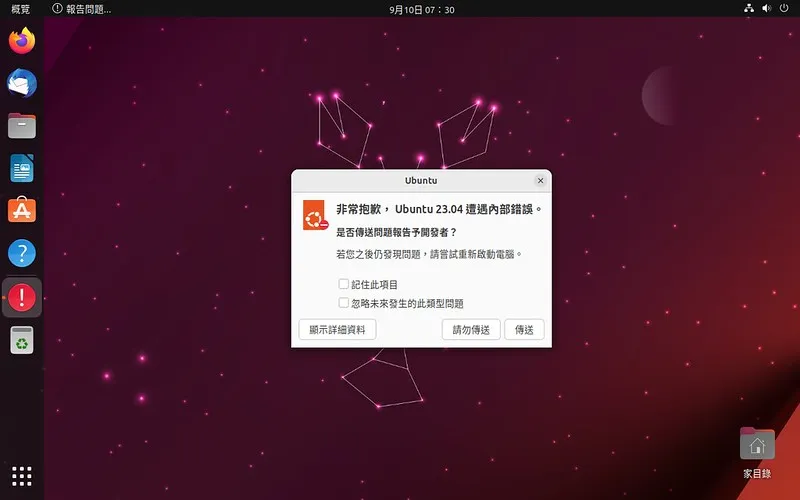 概覽
報告問題...
9月10日 07：30
Ubuntu
非常抱歉， Ubuntu 23.04 遭遇內部錯誤。
是否傳送問題報告予開發者？
若您之後仍發現問題，請嘗試重新啟動電腦。
記住此項目
忽略未來發生的此類型問題
顯示詳細資料
請勿傳送
傳送
家目錄